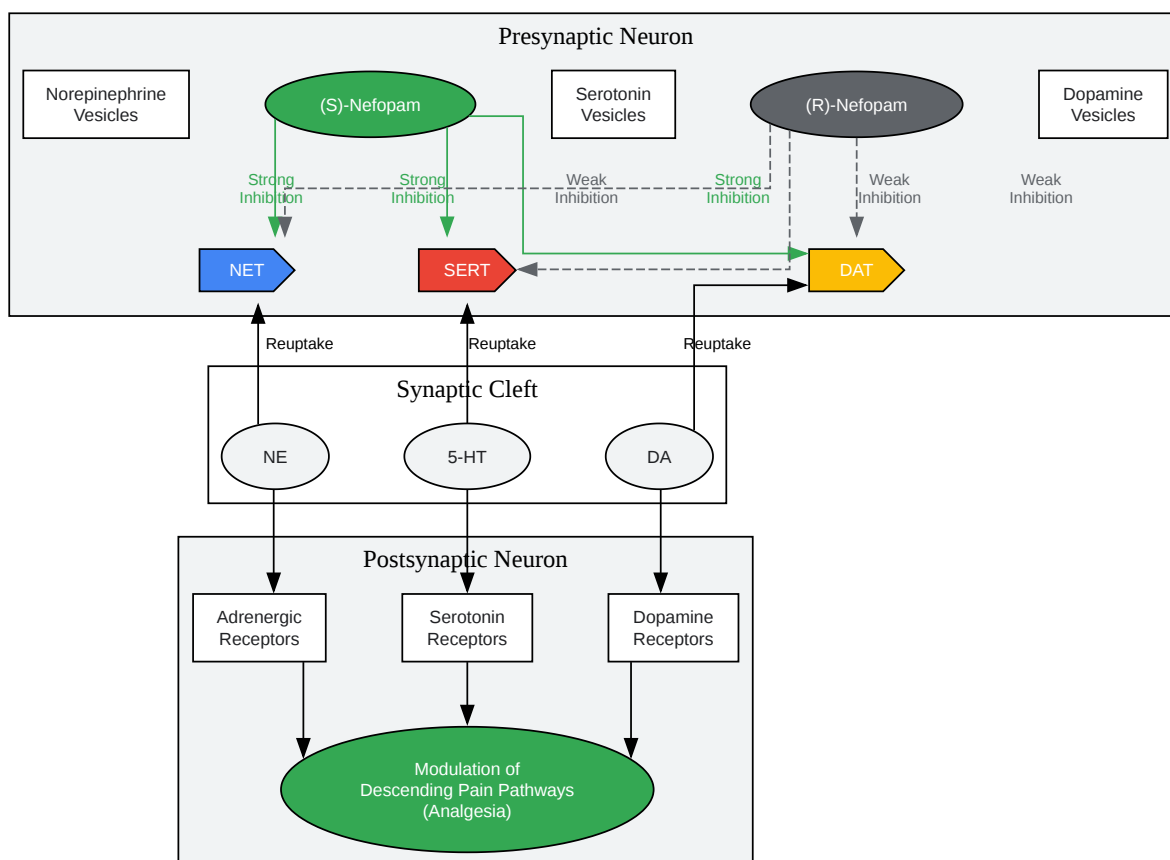 Presynaptic Neuron
Norepinephrine
Vesicles
(S)-Nefopam
Serotonin
Vesicles
(R)-Nefopam
Dopamine
Vesicles
Strong
Inhibition
Strong
Inhibition
Weak
Inhibition
Strong
Inhibition
Weak
Inhibition
Weak
Inhibition
NET
SERT
DAT
Reuptake
Reuptake
Reuptake
Synaptic Cleft
NE
5-HT
DA
Postsynaptic Neuron
Adrenergic
Receptors
Serotonin
Receptors
Dopamine
Receptors
Modulation of
Descending Pain Pathways
(Analgesia)